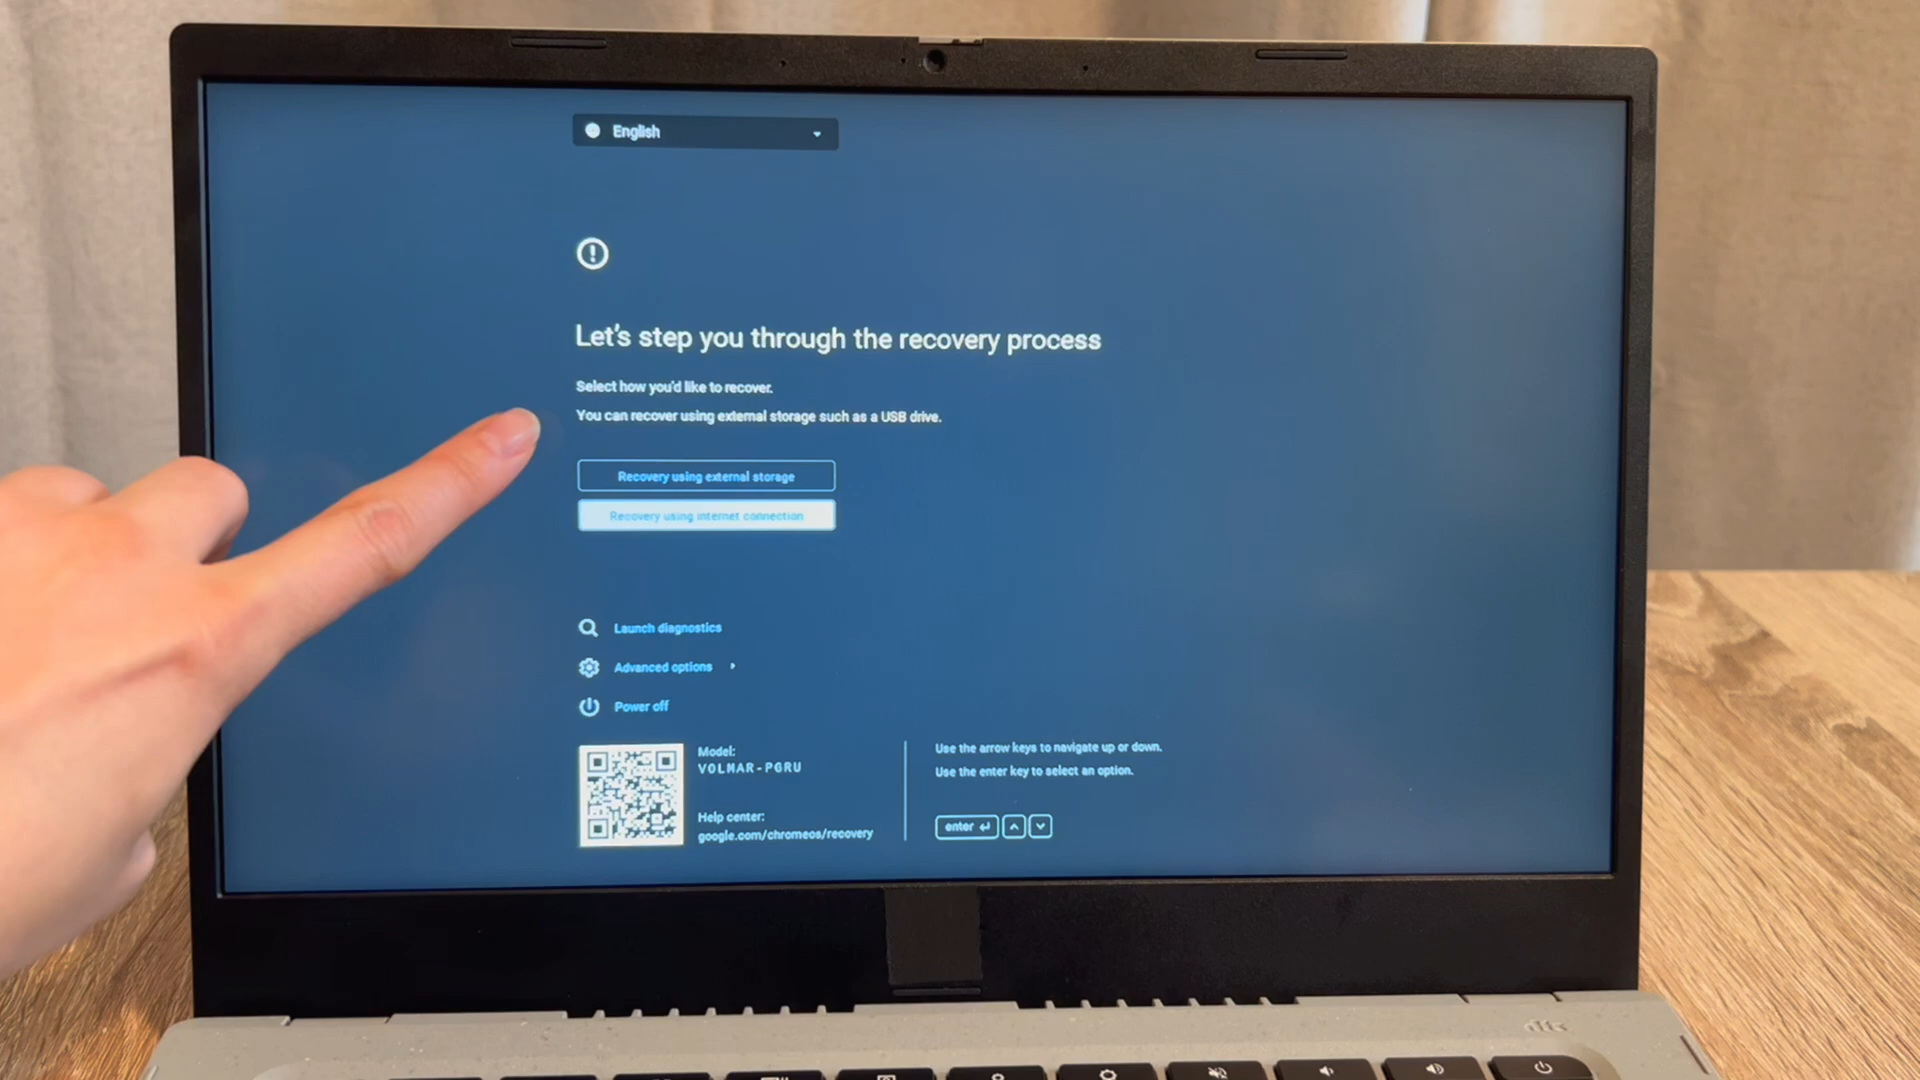 English
Let's step you through the recovery process
Select how you'd like to recover.
You can recover using external storage such as a USB drive.
Recovery using external storage
Recovery using internet connection
Launch diagnostics
Advanced options
Power off
Model:
VOLMAR-PGRU
Help center:
google.com/chromeos/recovery
Use the arrow keys to navigate up or down.
Use the enter key to select an option.
enter